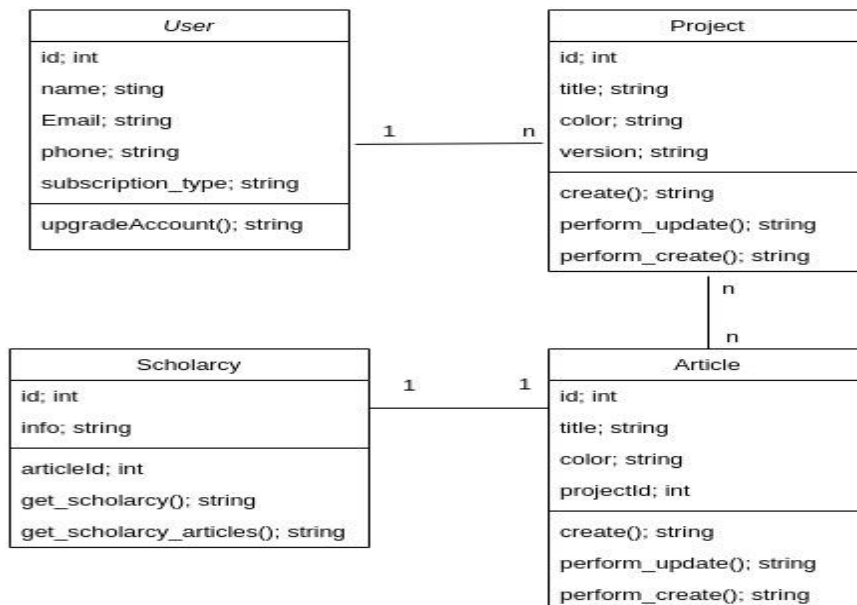 User
id; int
name; sting
Email; string
phone; string
subscription_type; string
upgradeAccount(); string
1
n
Project
id; int
title; string
color; string
version; string
create(); string
perform_update(); string
perform_create(); string
n
n
Scholarcy
id; int
info; string
articleId; int
get_scholarcy(); string
get_scholarcy_articles(); string
1
1
Article
id; int
title; string
color; string
projectId; int
create(); string
perform_update(); string
perform_create(); string